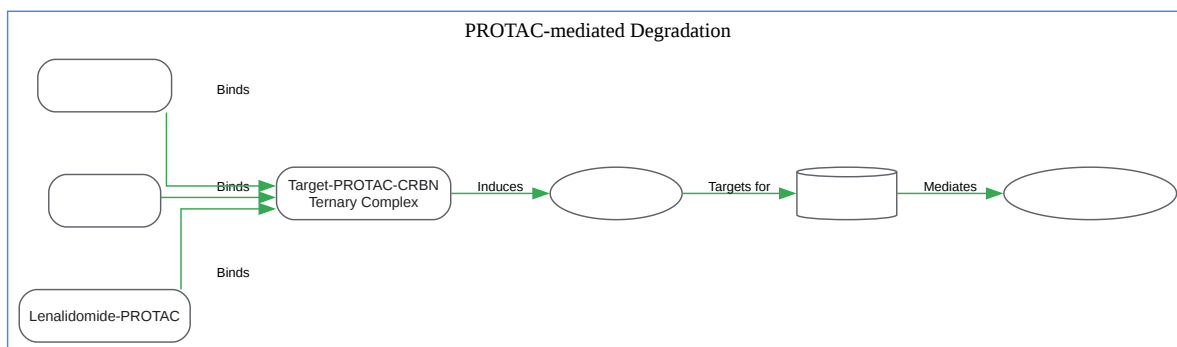 PROTAC-mediated Degradation
Binds
Binds
Target-PROTAC-CRBN
Ternary Complex
Induces
Targets for
Mediates
Binds
Lenalidomide-PROTAC